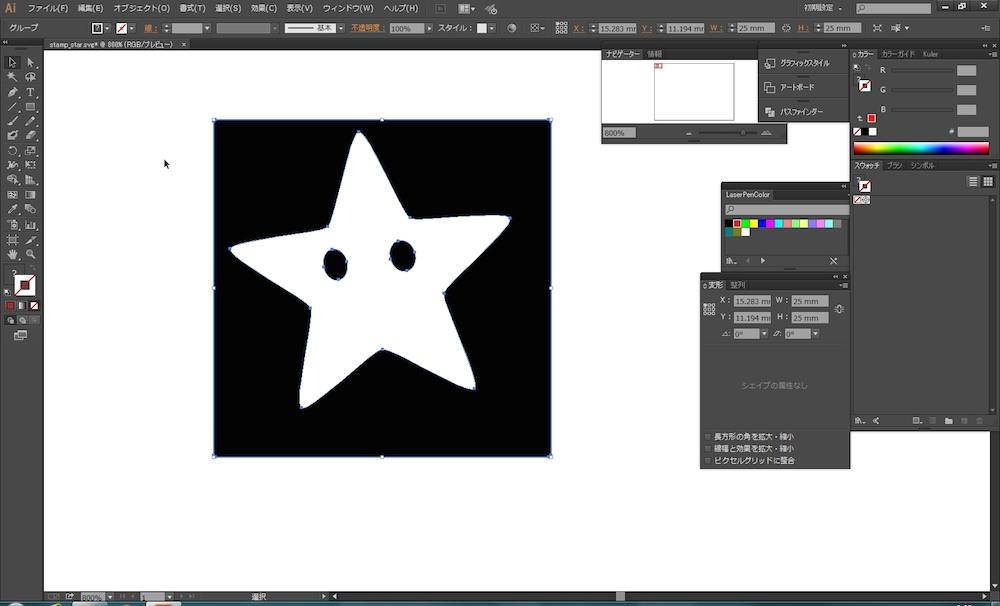 Ai ファイル(F) 編集(E) オブジェクト(O) 書式(T) 選択(S) 効果(C) 表示(V) ウィンドウ(W) ヘルプ(H) 初期設定
グループ 線: 基本 不透明度: 100% スタイル: X: 15.283 mm Y: 11.194 mm W: 25 mm H: 25 mm
stamp_star.svg* @ 800% (RGB/プレビュー) ×
ナビゲーター 情報
800%
グラフィックスタイル
アートボード
パスファインダー
カラー カラーガイド Kuler
R
G
B
#
スウォッチ ブラシ シンボル
LaserPenColor
変形 整列
X: 15.283 mm W: 25 mm
Y: 11.194 mm H: 25 mm
0° 0°
シェイプの属性なし
長方形の角を拡大・縮小
線幅と効果を拡大・縮小
ピクセルグリッドに整合
800% 1 選択